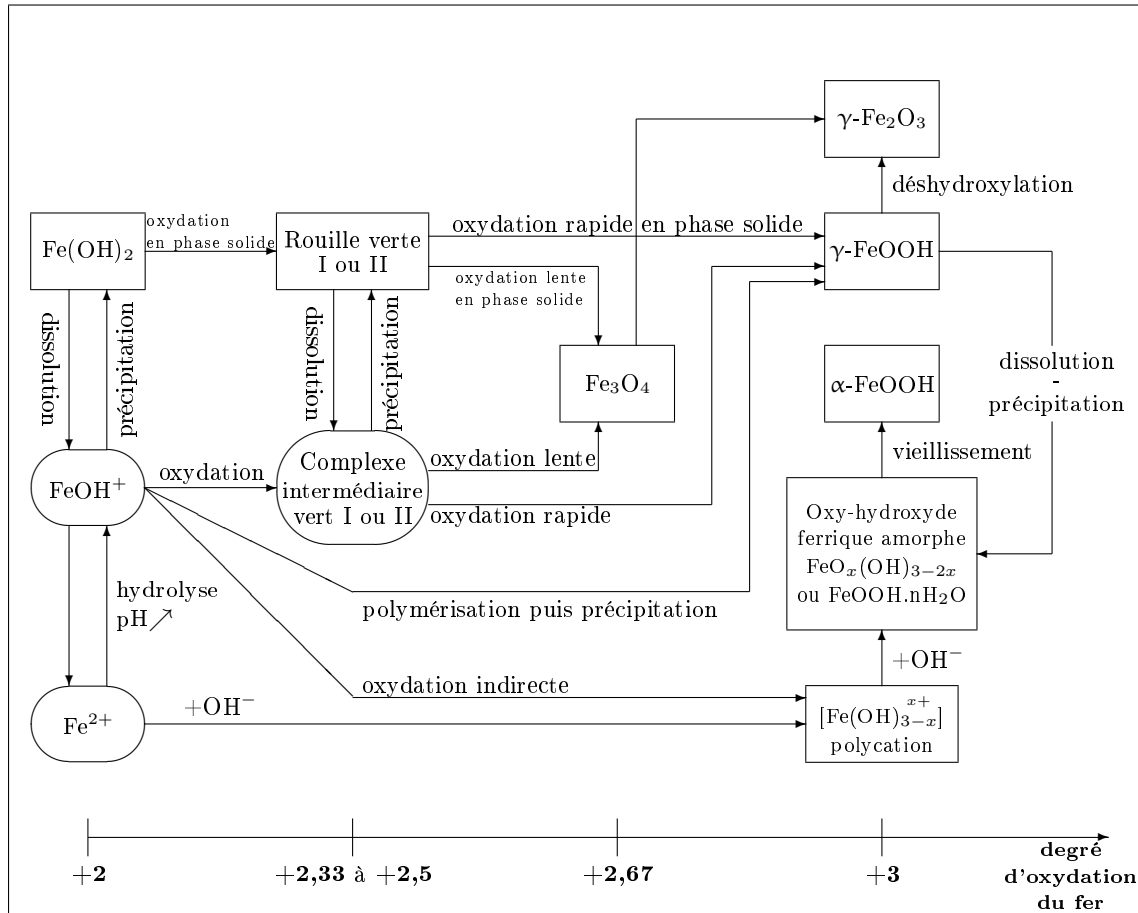 γ-Fe₂O₃
déshydroxylation
oxydation
en phase solide
Fe(OH)₂
Rouille verte
I ou II
oxydation rapide en phase solide
γ-FeOOH
oxydation lente
en phase solide
dissolution
précipitation
dissolution
précipitation
Fe₃O₄
α-FeOOH
dissolution
-
précipitation
vieillissement
FeOH⁺
oxydation
Complexe
intermédiaire
vert I ou II
oxydation lente
oxydation rapide
Oxy-hydroxyde
ferrique amorphe
FeOₓ(OH)₃₋₂ₓ
ou FeOOH.nH₂O
hydrolyse
pH↗
polymérisation puis précipitation
+OH⁻
oxydation indirecte
Fe²⁺
+OH⁻
[Fe(OH)₃₋ₓ]ˣ⁺
polycation
+2
+2,33 à +2,5
+2,67
+3
degré
d'oxydation
du fer